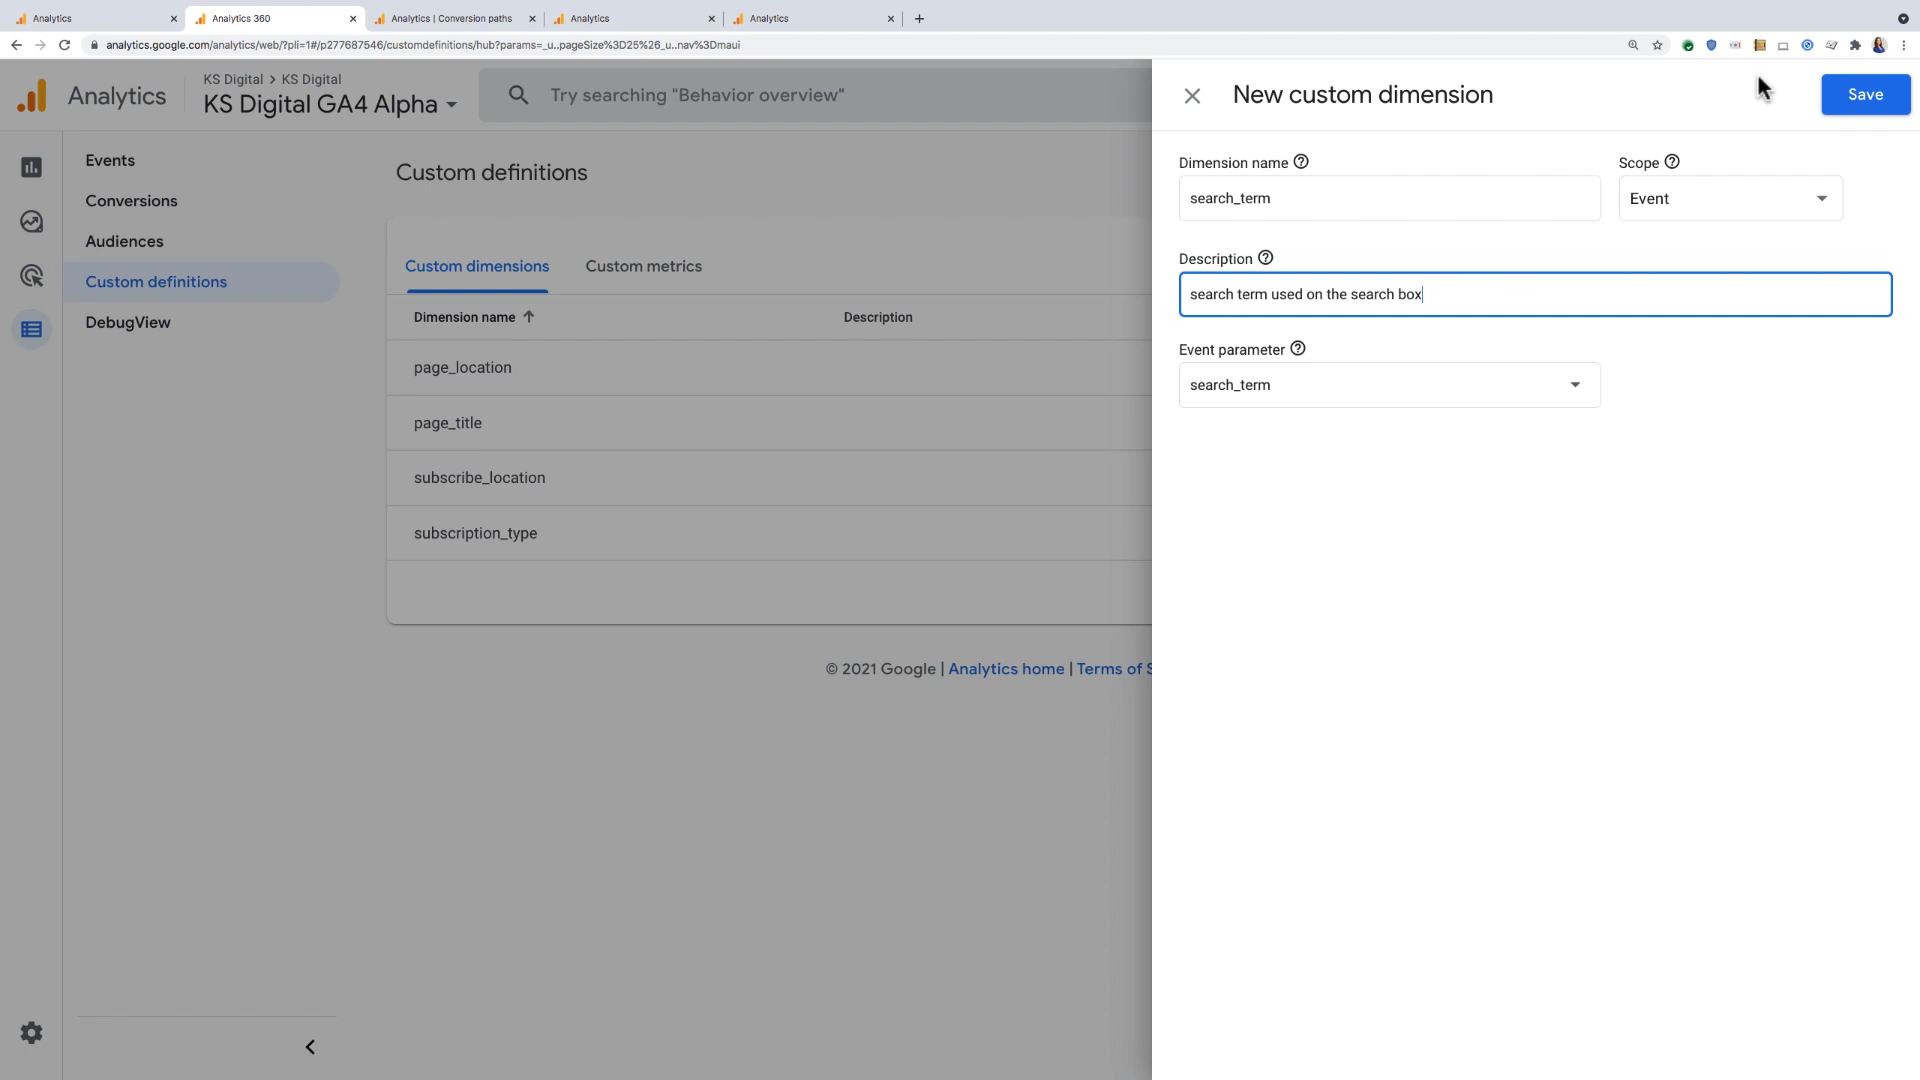 Analytics
Analytics 360
Analytics | Conversion paths
Analytics
Analytics
analytics.google.com/analytics/web/?pli=1#/p277687546/customdefinitions/hub?params=_u..pageSize%3D25%26_u..nav%3Dmaui
Analytics
KS Digital > KS Digital
KS Digital GA4 Alpha
Try searching "Behavior overview"
New custom dimension
Save
Events
Conversions
Audiences
Custom definitions
DebugView
Custom definitions
Custom dimensions
Custom metrics
Dimension name
Description
page_location
page_title
subscribe_location
subscription_type
© 2021 Google | Analytics home | Terms of S
Dimension name
Scope
search_term
Event
Description
search term used on the search box
Event parameter
search_term